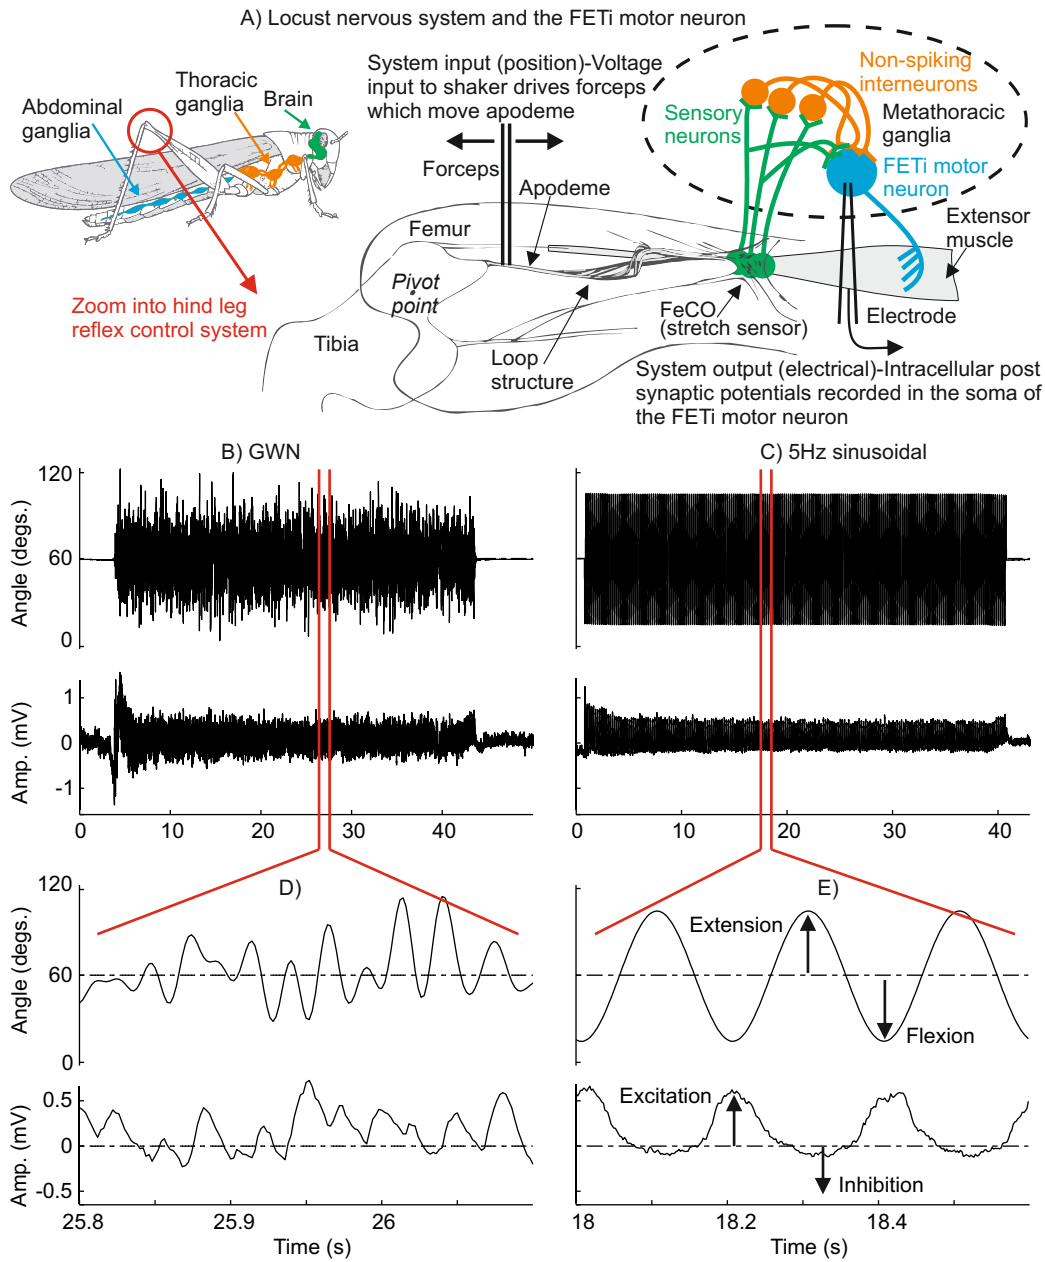 A) Locust nervous system and the FETi motor neuron
System input (position)-Voltage
input to shaker drives forceps
which move apodeme
Non-spiking
interneurons
Thoracic
ganglia
Brain
Abdominal
ganglia
Sensory
neurons
Metathoracic
ganglia
FETi motor
neuron
Forceps
Apodeme
Extensor
muscle
Femur
Pivot
point
Zoom into hind leg
reflex control system
FeCO
(stretch sensor)
Electrode
Tibia
Loop
structure
System output (electrical)-Intracellular post
synaptic potentials recorded in the soma of
the FETi motor neuron
B) GWN
C) 5Hz sinusoidal
120
60
0
Angle (degs.)
1
0
-1
Amp. (mV)
0 10 20 30 40
0 10 20 30 40
D)
E)
120
60
0
Angle (degs.)
Extension
Flexion
0.5
0
-0.5
Amp. (mV)
Excitation
Inhibition
25.8 25.9 26
18 18.2 18.4
Time (s)
Time (s)